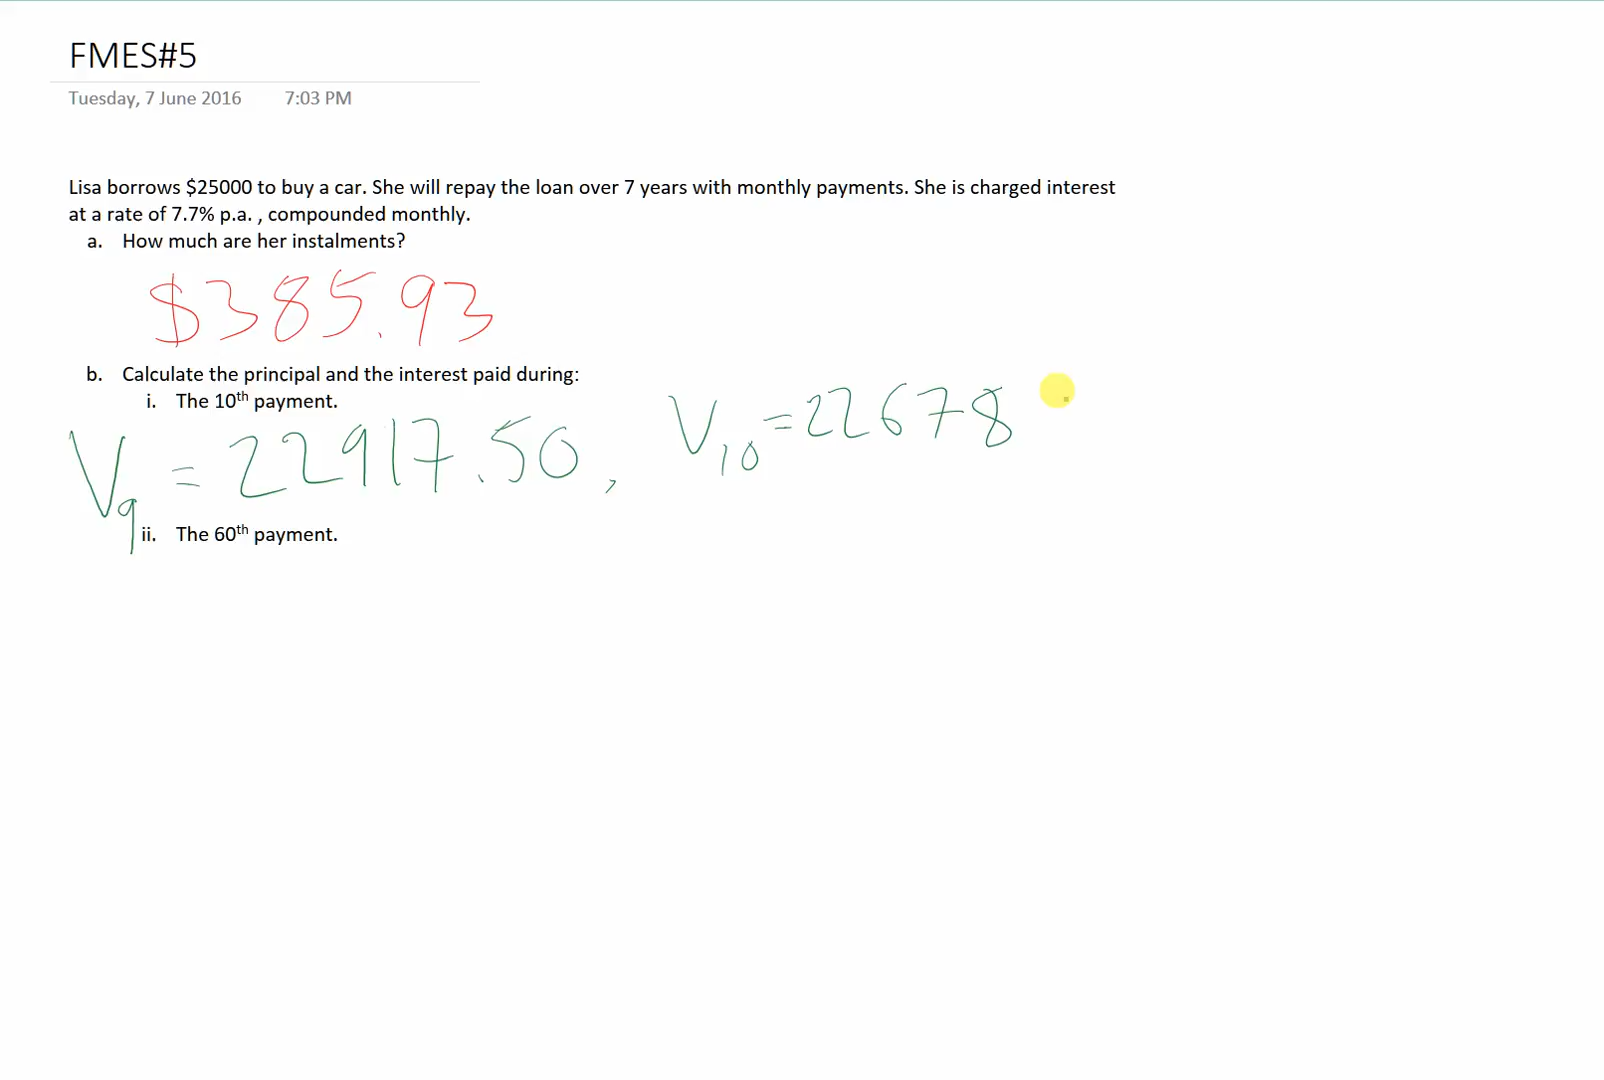 FMES#5
Tuesday, 7 June 2016 7:03 PM
Lisa borrows $25000 to buy a car. She will repay the loan over 7 years with monthly payments. She is charged interest
at a rate of 7.7% p.a. , compounded monthly.
a. How much are her instalments?
$385.93
b. Calculate the principal and the interest paid during:
i. The 10th payment.
V9 = 22917.50, V10 = 22678.
ii. The 60th payment.